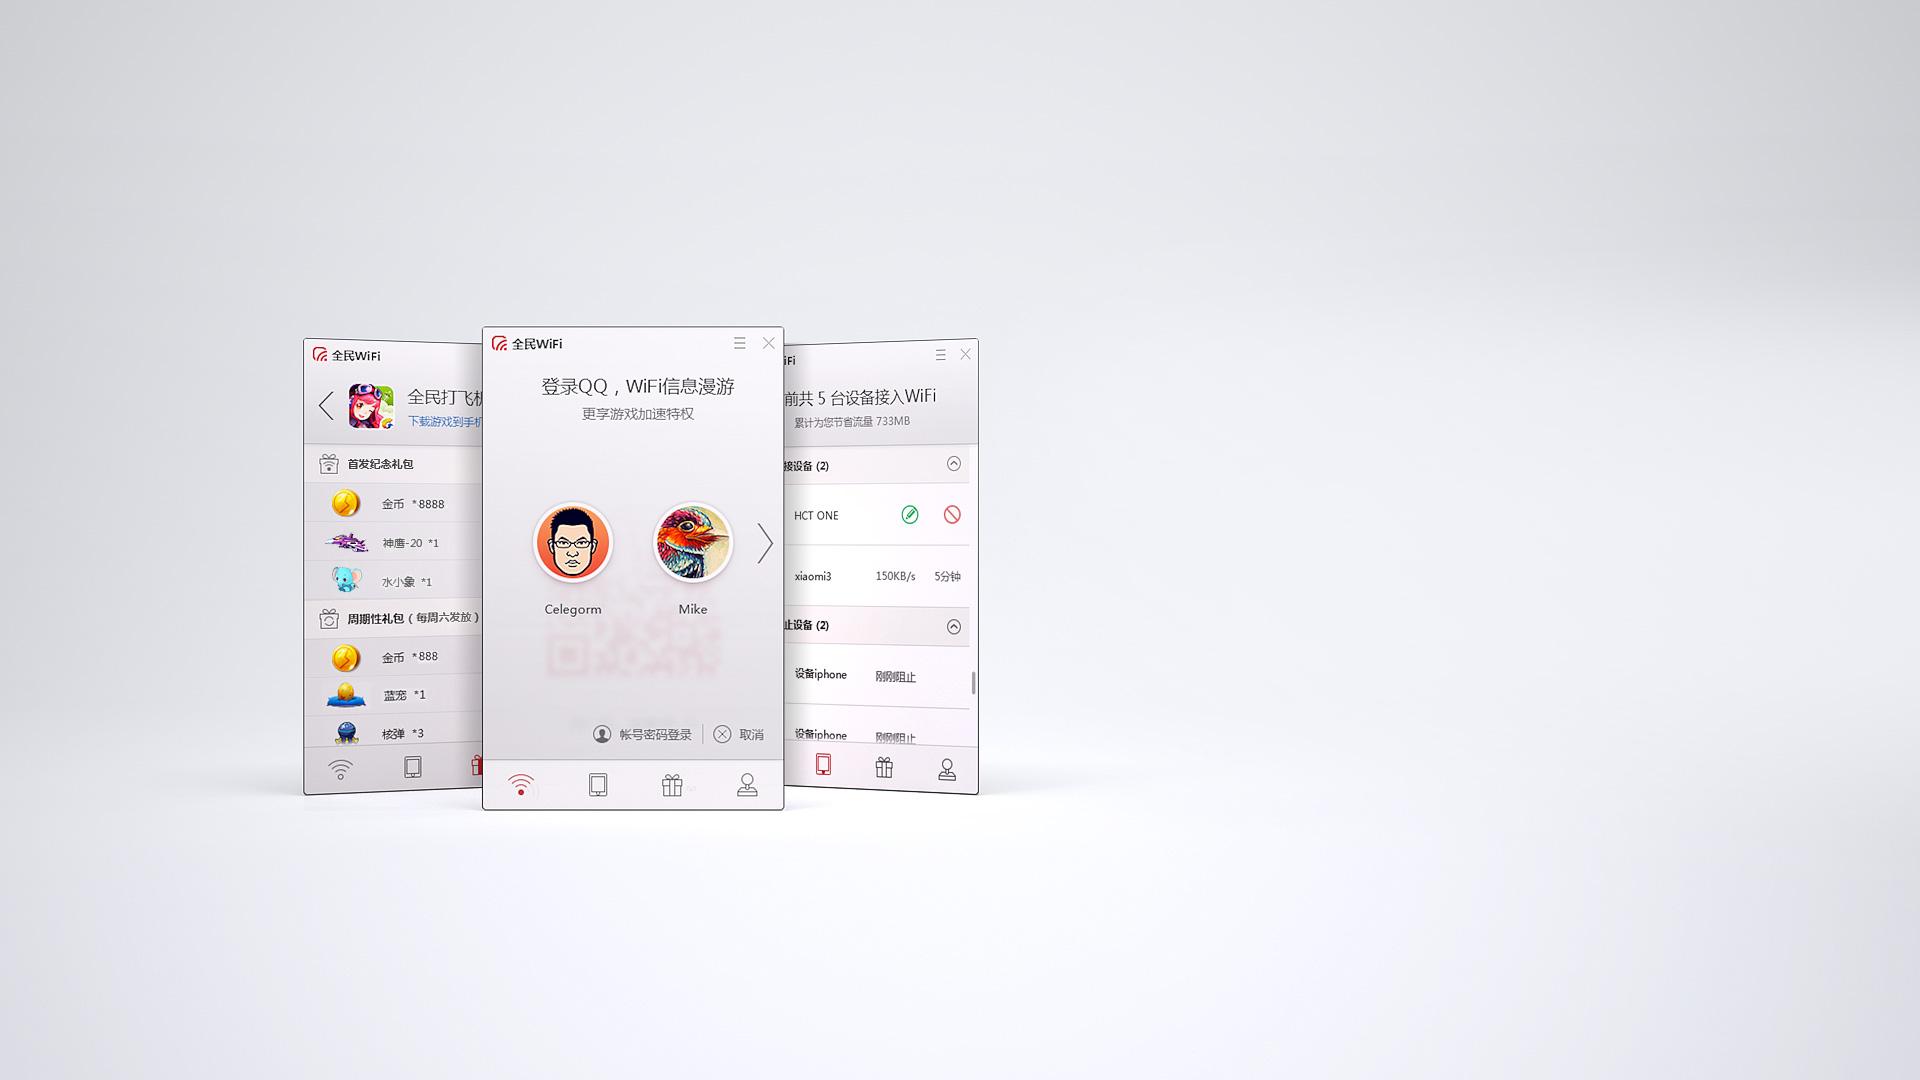 全民WiFi
全民打飞机
下载游戏到手机
首发纪念礼包
金币 *8888
神鹰-20 *1
水小象 *1
周期性礼包（每周六发放）
金币 *888
蓝宠 *1
核弹 *3
全民WiFi
登录QQ，WiFi信息漫游
更享游戏加速特权
Celegorm
Mike
帐号密码登录
取消
iFi
前共 5 台设备接入WiFi
累计为您节省流量 733MB
接设备 (2)
HCT ONE
xiaomi3 150KB/s 5分钟
止设备 (2)
设备iphone 刚刚阻止
设备iphone 刚刚阻止